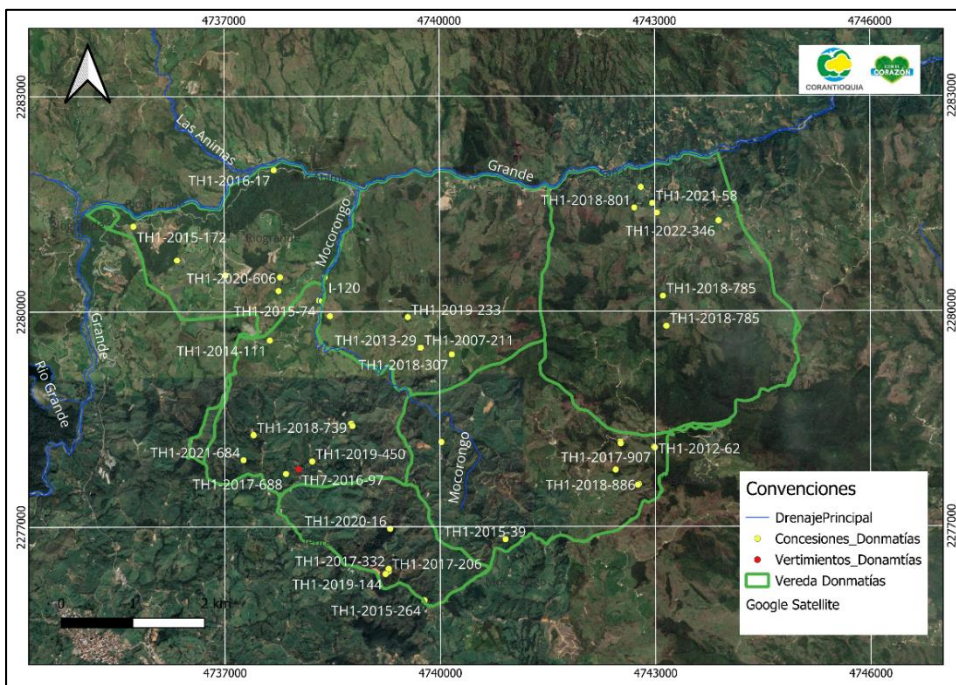 4737000
4740000
4743000
4746000
2283000
2283000
CORANTIOQUIA
CORAZÓN
Las Animas
Grande
TH1-2016-17
TH1-2021-58
TH1-2018-801
Mocorongo
TH1-2015-172
TH1-2022-346
TH1-2020-606
I-120
TH1-2018-785
2280000
2280000
TH1-2015-74
TH1-2019-233
TH1-2018-785
Grande
TH1-2014-111
TH1-2013-29
TH1-2007-211
TH1-2018-307
Rio Grande
TH1-2018-739
TH1-2021-684
TH1-2019-450
Mocorongo
TH1-2017-907
TH1-2012-62
TH1-2017-688
TH7-2016-97
TH1-2018-886
2277000
2277000
TH1-2020-16
TH1-2015-39
TH1-2017-332
TH1-2017-206
TH1-2019-144
TH1-2015-264
0
2 km
Convenciones
DrenajePrincipal
Concesiones_Donmatías
Vertimientos_Donamtías
Vereda Donmatías
Google Satellite
4737000
4740000
4743000
4746000